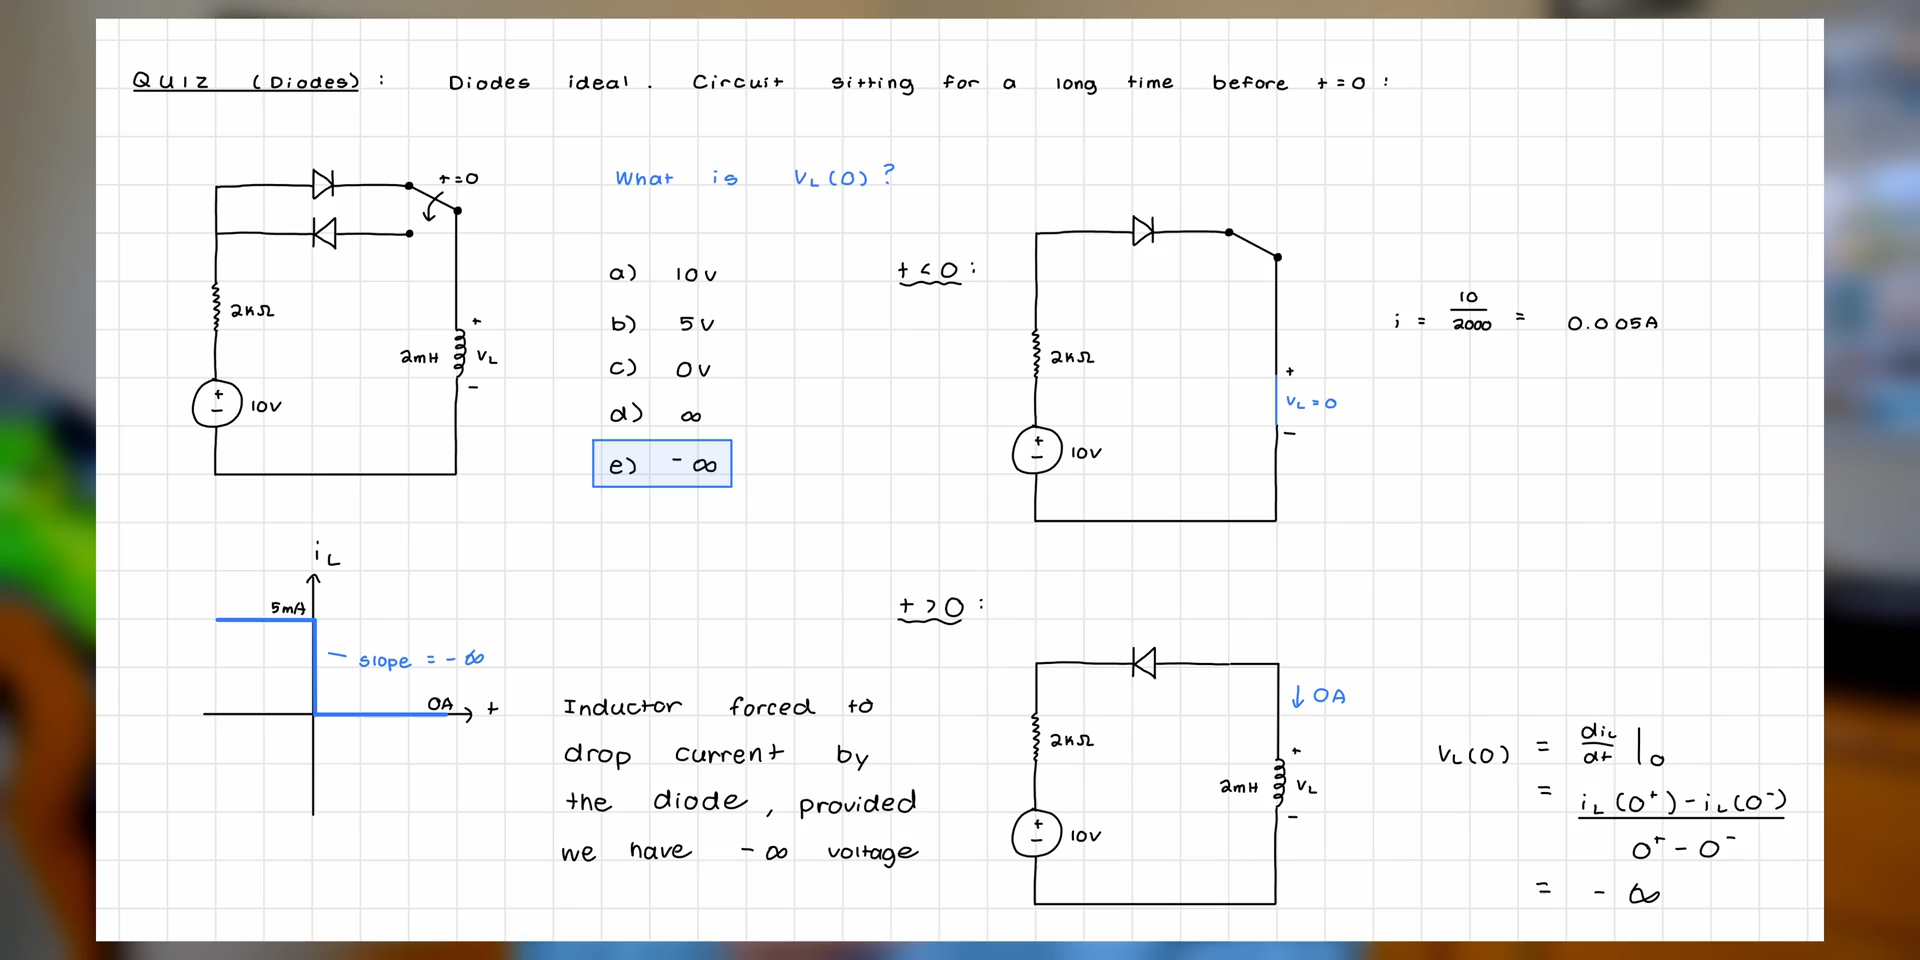 QUIZ (Diodes) : Diodes ideal. Circuit sitting for a long time before t=0 :
t=0
2kΩ
10V
2mH
+
VL
-
What is VL(0)?
a) 10V
b) 5V
c) 0V
d) ∞
e) -∞
t<0:
2kΩ
10V
+
VL=0
-
i = 10/2000 = 0.005A
iL
5mA
slope = -∞
0A
t
Inductor forced to
drop current by
the diode, provided
we have -∞ voltage
t>0:
2kΩ
10V
↓ 0A
2mH
+
VL
-
VL(0) = diL/dt |0
= iL(0⁺) - iL(0⁻) / 0⁺ - 0⁻
= -∞